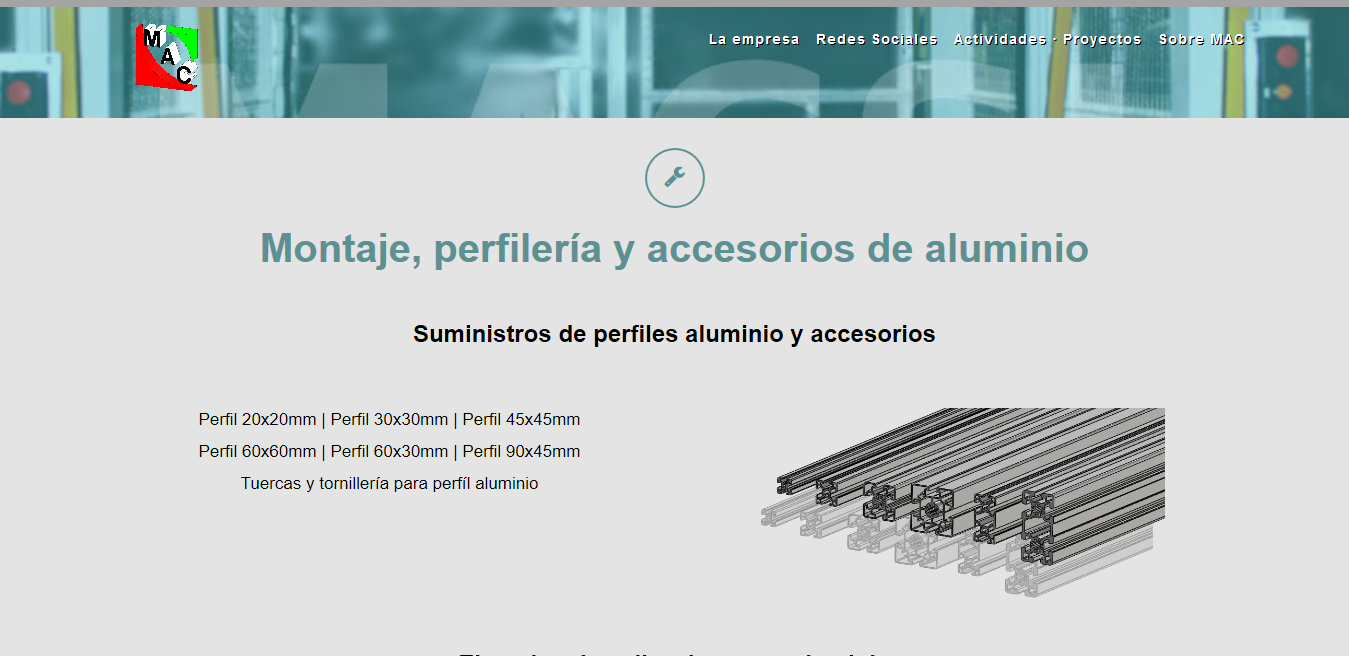 MAC
La empresa Redes Sociales Actividades · Proyectos Sobre MAC
Montaje, perfilería y accesorios de aluminio
Suministros de perfiles aluminio y accesorios
Perfil 20x20mm | Perfil 30x30mm | Perfil 45x45mm
Perfil 60x60mm | Perfil 60x30mm | Perfil 90x45mm
Tuercas y tornillería para perfíl aluminio